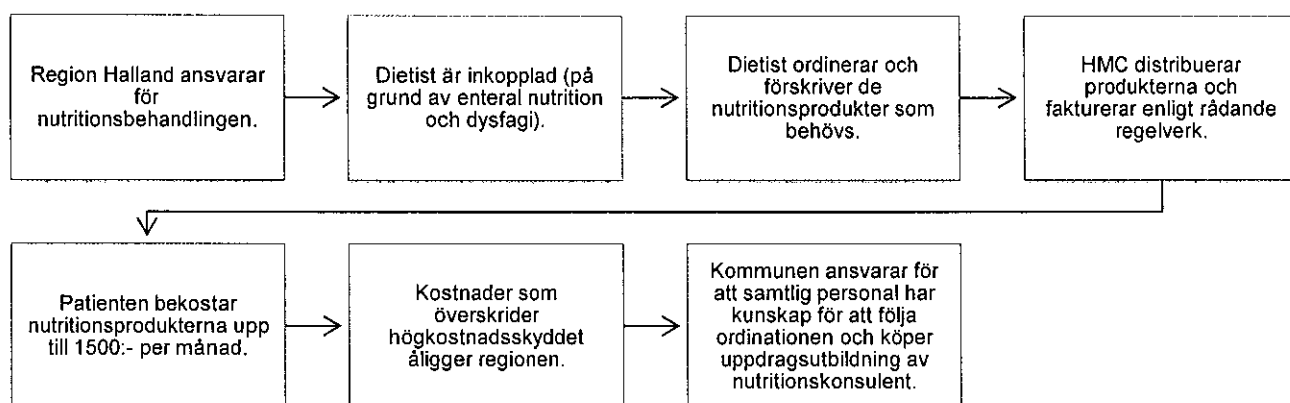 Region Halland ansvarar
för
nutritionsbehandlingen.
Dietist är inkopplad (på
grund av enteral nutrition
och dysfagi).
Dietist ordinerar och
förskriver de
nutritionsprodukter som
behövs.
HMC distribuerar
produkterna och
fakturerar enligt rådande
regelverk.
Patienten bekostar
nutritionsprodukterna upp
till 1500:- per månad.
Kostnader som
överskrider
högkostnadsskyddet
åligger regionen.
Kommunen ansvarar för
att samtlig personal har
kunskap för att följa
ordinationen och köper
uppdragsutbildning av
nutritionskonsulent.